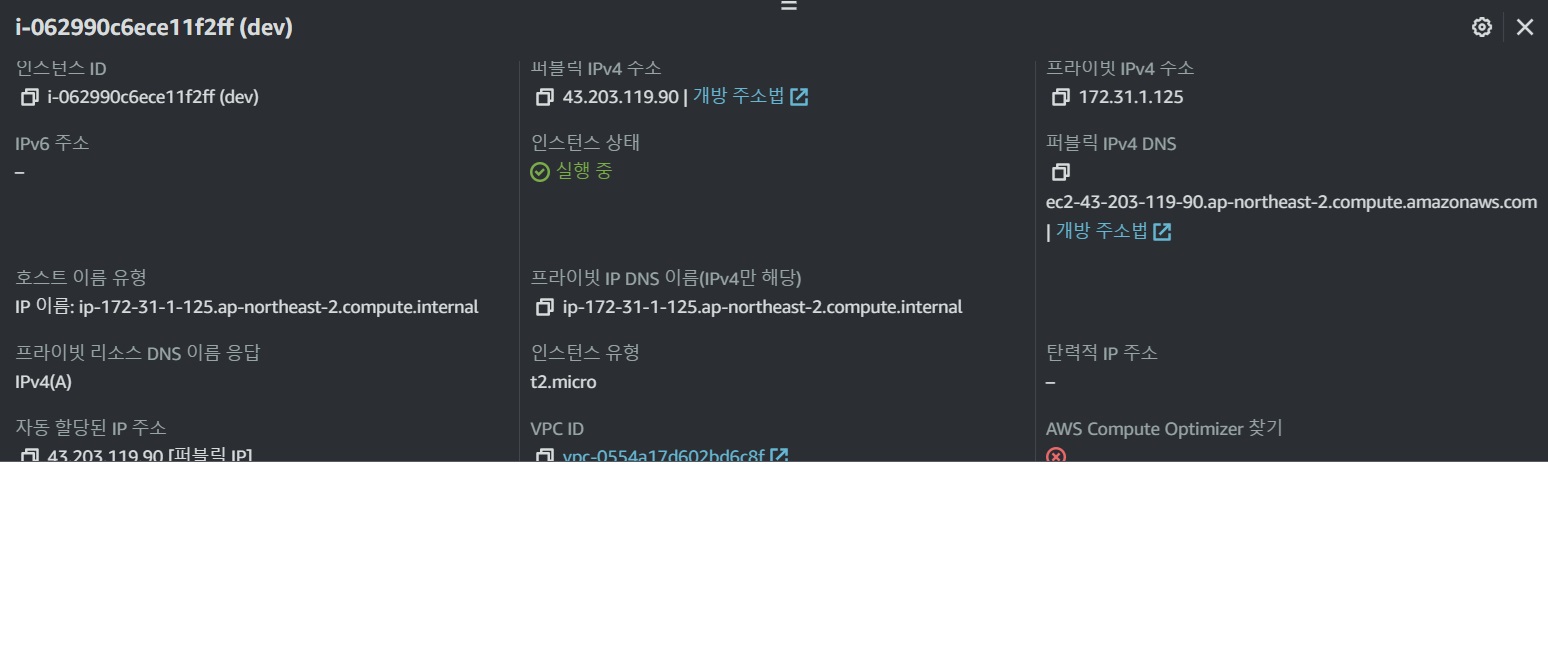 i-062990c6ece11f2ff (dev)
인스턴스 ID
i-062990c6ece11f2ff (dev)
퍼블릭 IPv4 주소
43.203.119.90 | 개방 주소법
프라이빗 IPv4 주소
172.31.1.125
IPv6 주소
–
인스턴스 상태
실행 중
퍼블릭 IPv4 DNS
ec2-43-203-119-90.ap-northeast-2.compute.amazonaws.com
| 개방 주소법
호스트 이름 유형
IP 이름: ip-172-31-1-125.ap-northeast-2.compute.internal
프라이빗 IP DNS 이름(IPv4만 해당)
ip-172-31-1-125.ap-northeast-2.compute.internal
프라이빗 리소스 DNS 이름 응답
IPv4(A)
인스턴스 유형
t2.micro
탄력적 IP 주소
–
자동 할당된 IP 주소
43.203.119.90 [퍼블릭 IP]
VPC ID
vpc-0554a17d602bd6c8f
AWS Compute Optimizer 찾기